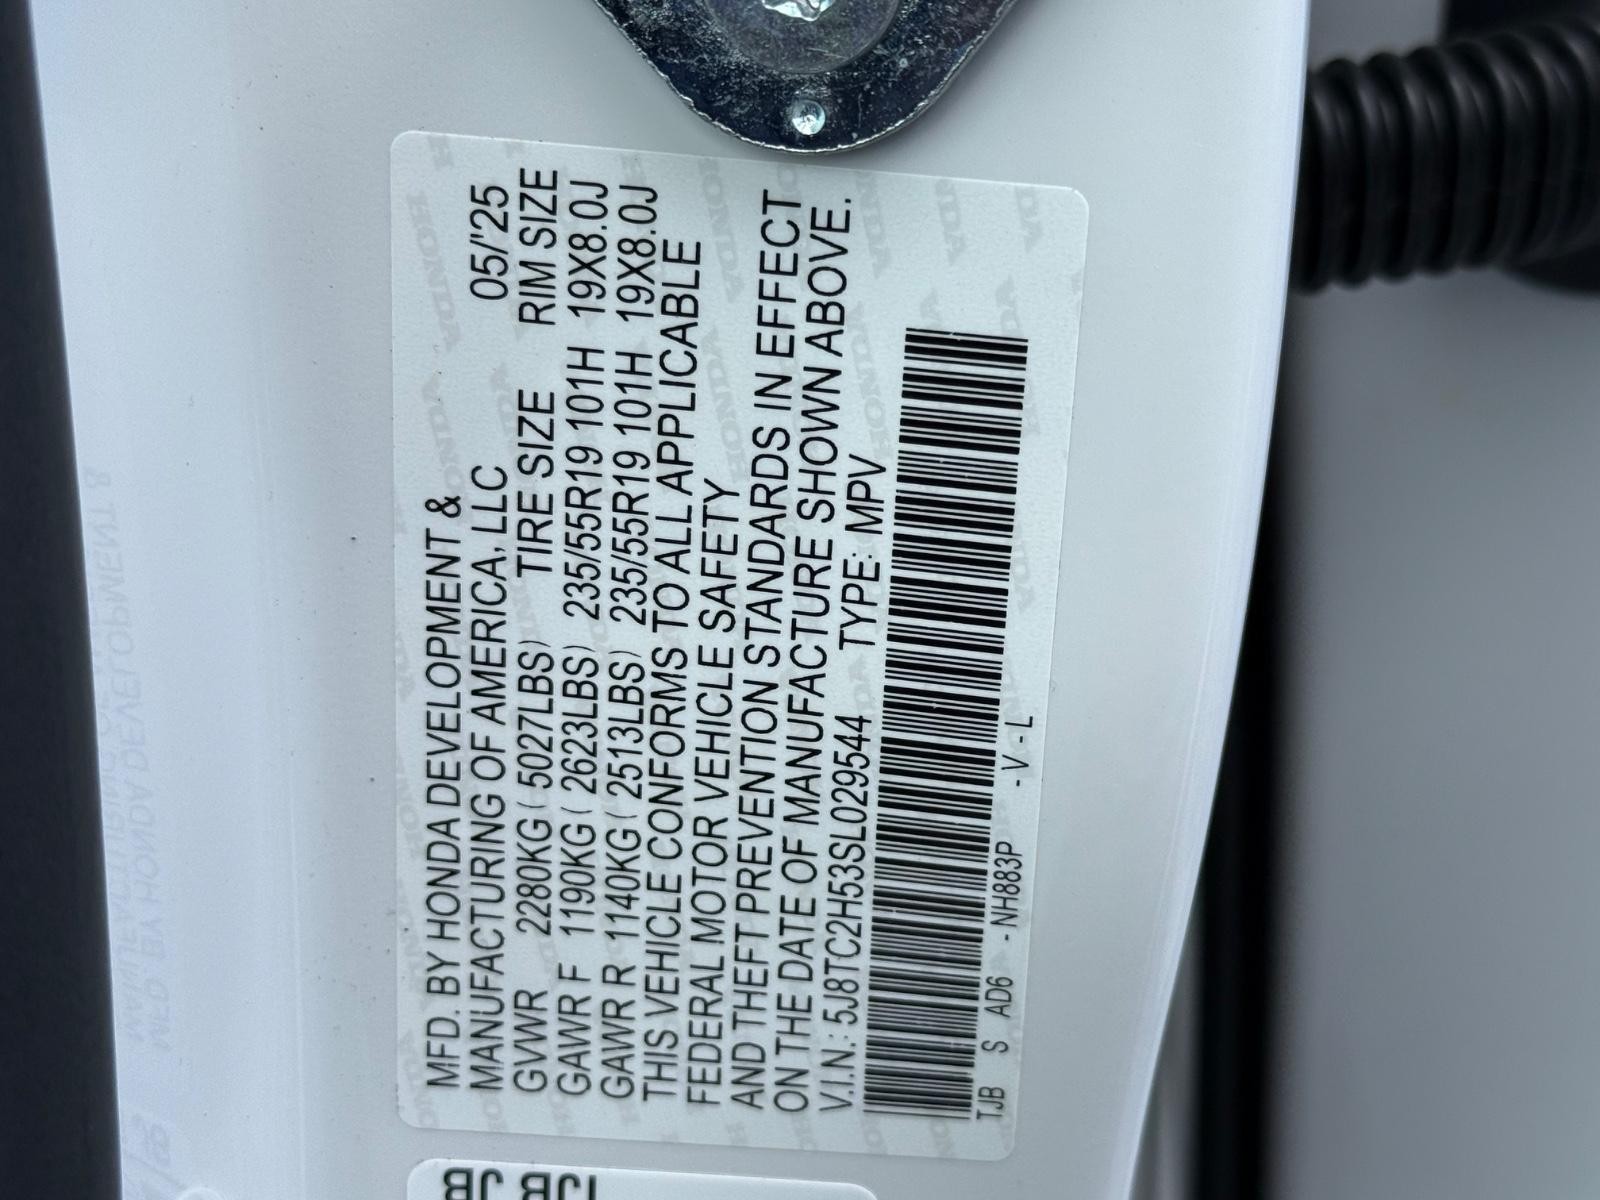 MFD. BY HONDA DEVELOPMENT &
MANUFACTURING OF AMERICA, LLC 05/'25
GVWR 2280KG ( 5027LBS) TIRE SIZE RIM SIZE
GAWR F 1190KG ( 2623LBS) 235/55R19 101H 19X8.0J
GAWR R 1140KG ( 2513LBS) 235/55R19 101H 19X8.0J
THIS VEHICLE CONFORMS TO ALL APPLICABLE
FEDERAL MOTOR VEHICLE SAFETY
AND THEFT PREVENTION STANDARDS IN EFFECT
ON THE DATE OF MANUFACTURE SHOWN ABOVE.
V.I.N.: 5J8TC2H53SL029544 TYPE: MPV
TJB S AD6 - NH883P - V - L